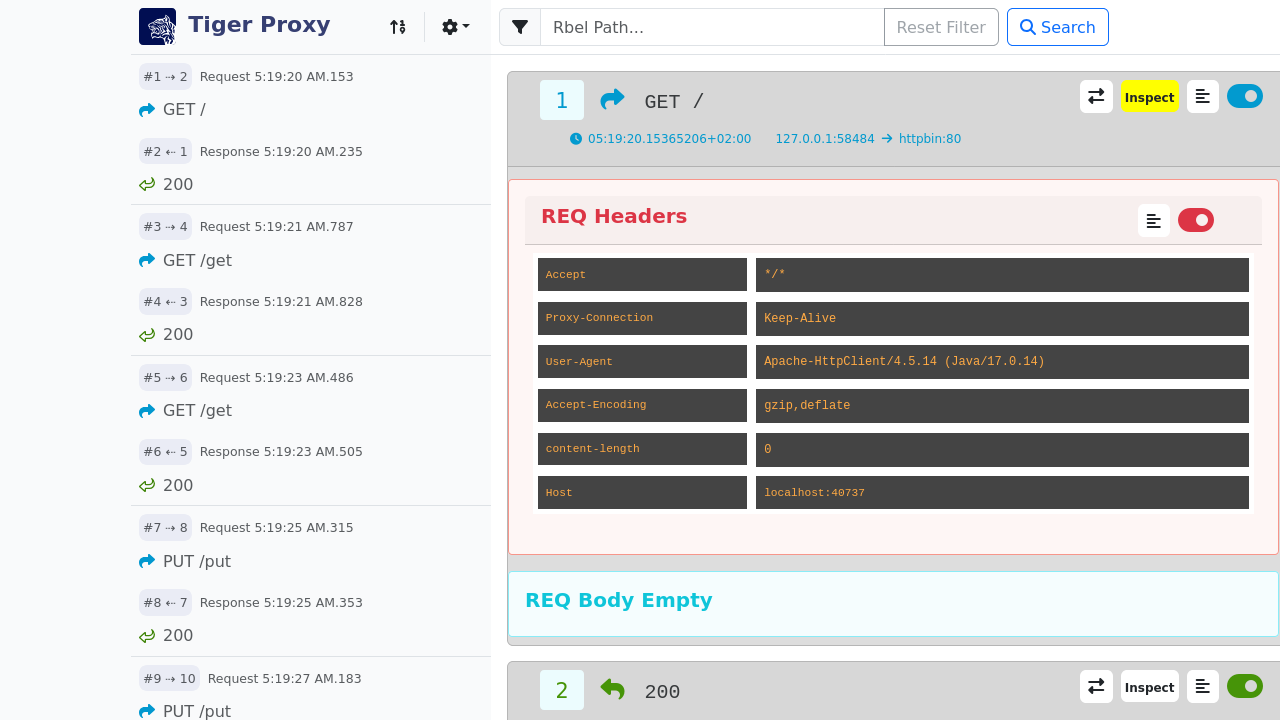 Tiger Proxy
#1 ⇢ 2 Request 5:19:20 AM.153
GET /
#2 ⇠ 1 Response 5:19:20 AM.235
200
#3 ⇢ 4 Request 5:19:21 AM.787
GET /get
#4 ⇠ 3 Response 5:19:21 AM.828
200
#5 ⇢ 6 Request 5:19:23 AM.486
GET /get
#6 ⇠ 5 Response 5:19:23 AM.505
200
#7 ⇢ 8 Request 5:19:25 AM.315
PUT /put
#8 ⇠ 7 Response 5:19:25 AM.353
200
#9 ⇢ 10 Request 5:19:27 AM.183
PUT /put
Rbel Path... Reset Filter Search
1 GET / Inspect
05:19:20.15365206+02:00 127.0.0.1:58484 → httpbin:80
REQ Headers
Accept */*
Proxy-Connection Keep-Alive
User-Agent Apache-HttpClient/4.5.14 (Java/17.0.14)
Accept-Encoding gzip,deflate
content-length 0
Host localhost:40737
REQ Body Empty
2 200 Inspect